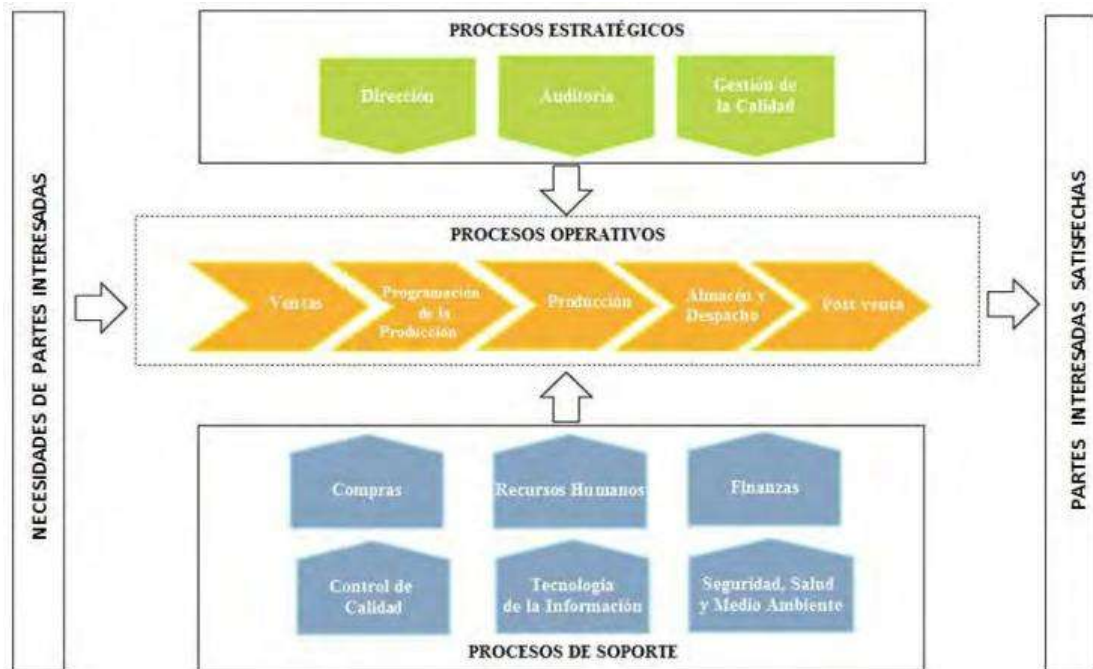 NECESIDADES DE PARTES INTERESADAS
PROCESOS ESTRATÉGICOS
Dirección
Auditoría
Gestión de
la Calidad
PROCESOS OPERATIVOS
Ventas
Programación
de la
Producción
Producción
Almacén y
Despacho
Post venta
Compras
Recursos Humanos
Finanzas
Control de
Calidad
Tecnología
de la Información
Seguridad, Salud
y Medio Ambiente
PROCESOS DE SOPORTE
PARTES INTERESADAS SATISFECHAS